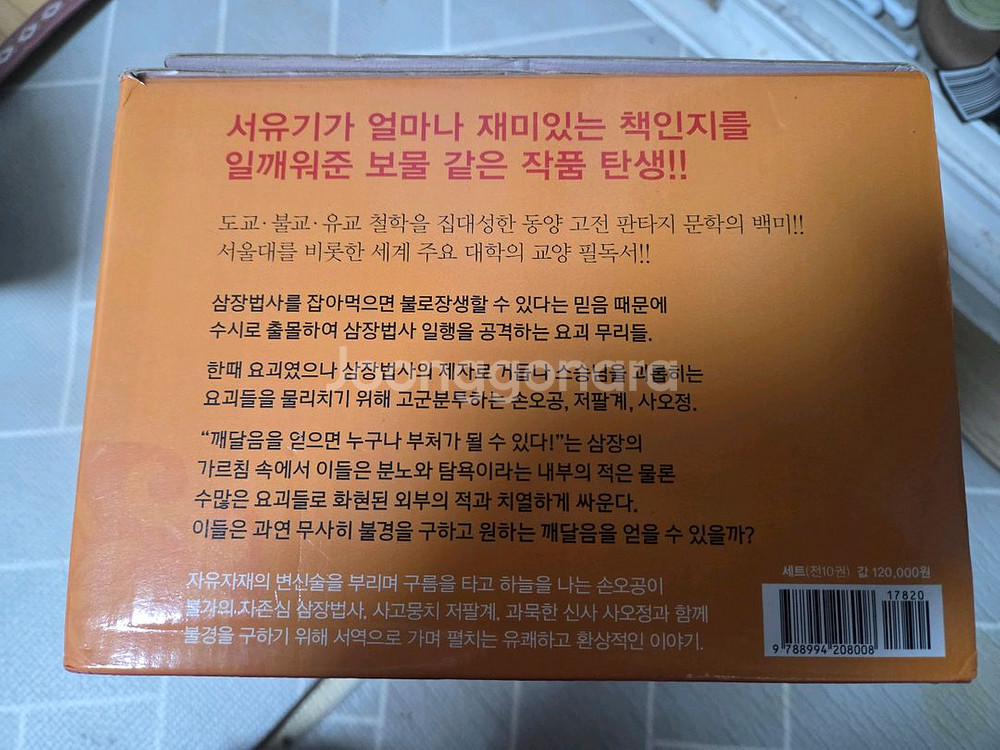 서유기가 얼마나 재미있는 책인지를
일깨워준 보물 같은 작품 탄생!!
도교·불교·유교 철학을 집대성한 동양 고전 판타지 문학의 백미!!
서울대를 비롯한 세계 주요 대학의 교양 필독서!!
삼장법사를 잡아먹으면 불로장생할 수 있다는 믿음 때문에
수시로 출몰하여 삼장법사 일행을 공격하는 요괴 무리들.
한때 요괴였으나 삼장법사의 제자로 거듭나 스승님을 괴롭히는
요괴들을 물리치기 위해 고군분투하는 손오공, 저팔계, 사오정.
Joonggonara
“깨달음을 얻으면 누구나 부처가 될 수 있다!”는 삼장의
가르침 속에서 이들은 분노와 탐욕이라는 내부의 적은 물론
수많은 요괴들로 화현된 외부의 적과 치열하게 싸운다.
이들은 과연 무사히 불경을 구하고 원하는 깨달음을 얻을 수 있을까?
자유자재의 변신술을 부리며 구름을 타고 하늘을 나는 손오공이
불가의 자존심 삼장법사, 사고뭉치 저팔계, 과묵한 신사 사오정과 함께
불경을 구하기 위해 서역으로 가며 펼치는 유쾌하고 환상적인 이야기.
세트(전10권) 값 120,000원
17820
9 788994 208008